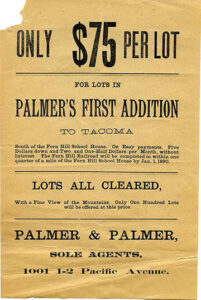 ONLY $75 PER LOT
FOR LOTS IN
PALMER'S FIRST ADDITION
TO TACOMA
South of the Fern Hill School House. On Easy payments. Five
Dollars down and Two and One-Half Dollars per Month, without
Interest. The Fern Hill Railroad will be completed to within one
quarter of a mile of the Fern Hill School House by Jan. 1, 1890.
LOTS ALL CLEARED,
With a Fine View of the Mountains. Only One Hundred Lots
will be offered at this price.
PALMER & PALMER,
SOLE AGENTS,
1001 1-2 Pacific Avenue.